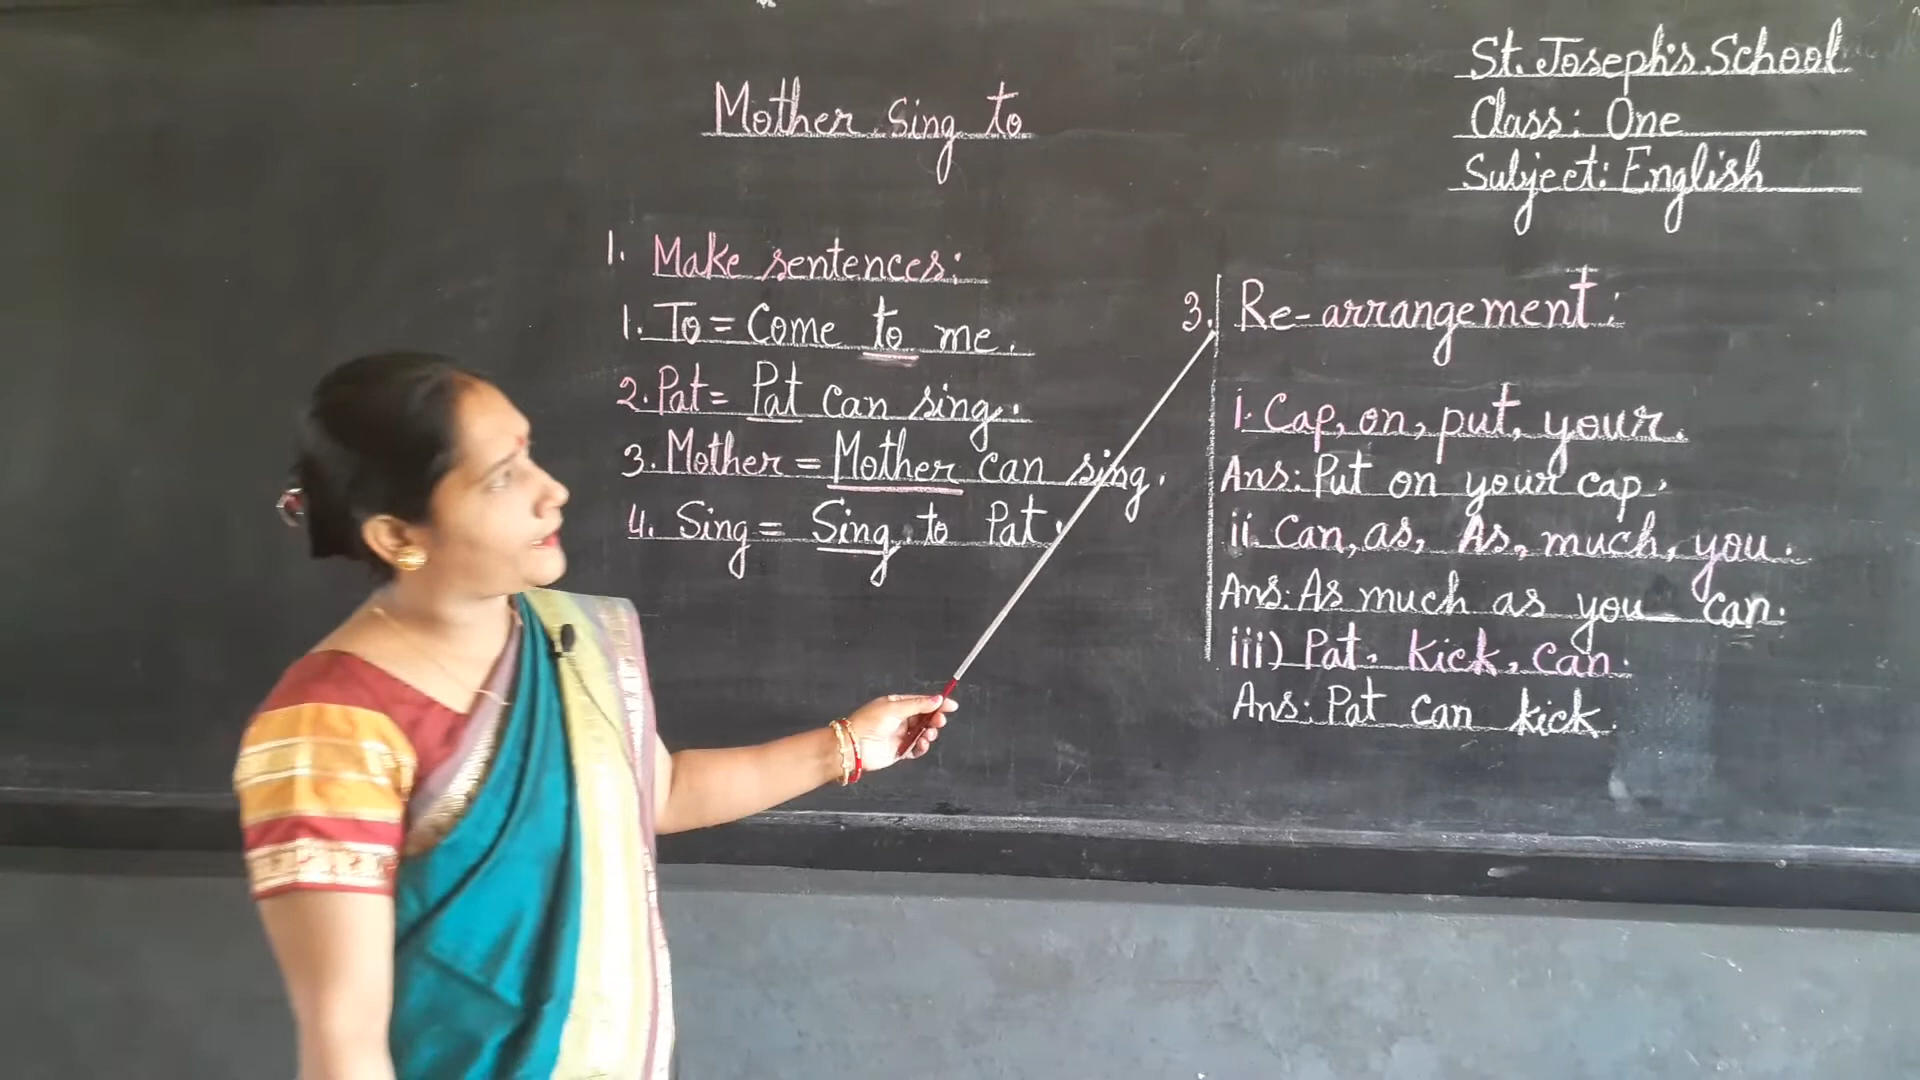 St. Joseph's School
Class: One
Subject: English
Mother Sing to
1. Make sentences:
1. To = Come to me.
2. Pat = Pat can sing.
3. Mother = Mother can sing.
4. Sing = Sing to Pat.
3. Re-arrangement:
i. Cap, on, put, your.
Ans: Put on your cap.
ii. Can, as, As, much, you.
Ans: As much as you can.
iii) Pat, kick, can.
Ans: Pat can kick.